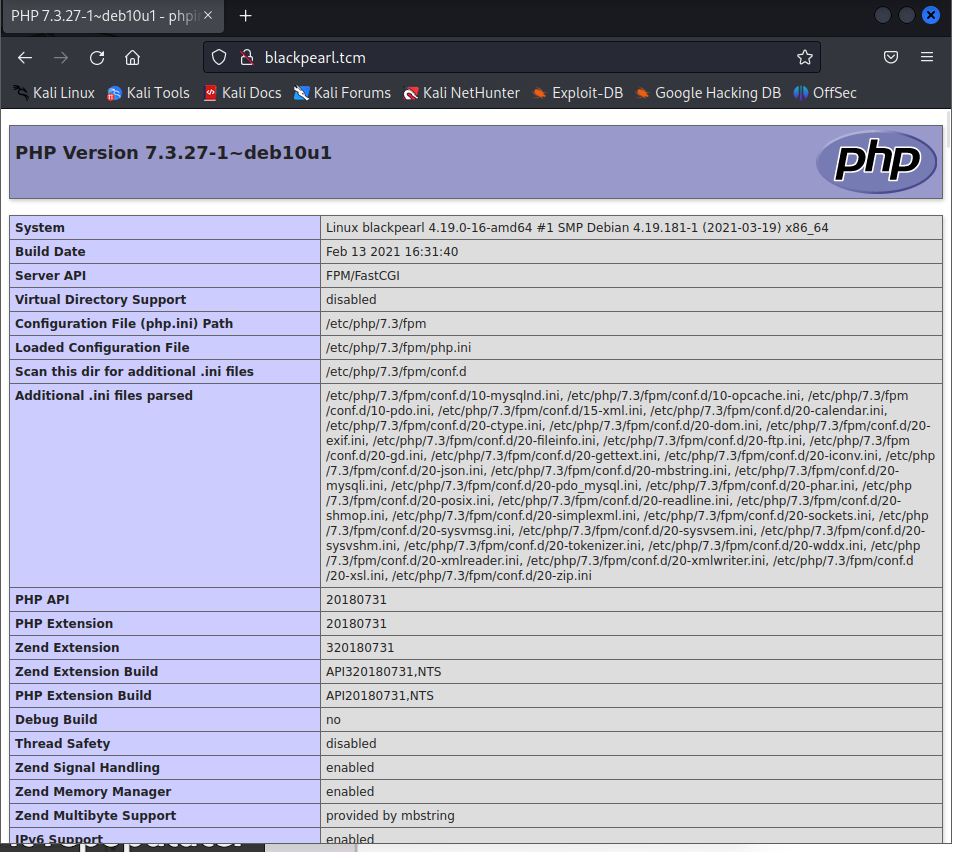 PHP 7.3.27-1~deb10u1 - phpi
blackpearl.tcm
Kali Linux Kali Tools Kali Docs Kali Forums Kali NetHunter Exploit-DB Google Hacking DB OffSec
PHP Version 7.3.27-1~deb10u1
php
System Linux blackpearl 4.19.0-16-amd64 #1 SMP Debian 4.19.181-1 (2021-03-19) x86_64
Build Date Feb 13 2021 16:31:40
Server API FPM/FastCGI
Virtual Directory Support disabled
Configuration File (php.ini) Path /etc/php/7.3/fpm
Loaded Configuration File /etc/php/7.3/fpm/php.ini
Scan this dir for additional .ini files /etc/php/7.3/fpm/conf.d
Additional .ini files parsed /etc/php/7.3/fpm/conf.d/10-mysqlnd.ini, /etc/php/7.3/fpm/conf.d/10-opcache.ini, /etc/php/7.3/fpm
/conf.d/10-pdo.ini, /etc/php/7.3/fpm/conf.d/15-xml.ini, /etc/php/7.3/fpm/conf.d/20-calendar.ini,
/etc/php/7.3/fpm/conf.d/20-ctype.ini, /etc/php/7.3/fpm/conf.d/20-dom.ini, /etc/php/7.3/fpm/conf.d/20-
exif.ini, /etc/php/7.3/fpm/conf.d/20-fileinfo.ini, /etc/php/7.3/fpm/conf.d/20-ftp.ini, /etc/php/7.3/fpm
/conf.d/20-gd.ini, /etc/php/7.3/fpm/conf.d/20-gettext.ini, /etc/php/7.3/fpm/conf.d/20-iconv.ini, /etc/php
/7.3/fpm/conf.d/20-json.ini, /etc/php/7.3/fpm/conf.d/20-mbstring.ini, /etc/php/7.3/fpm/conf.d/20-
mysqli.ini, /etc/php/7.3/fpm/conf.d/20-pdo_mysql.ini, /etc/php/7.3/fpm/conf.d/20-phar.ini, /etc/php
/7.3/fpm/conf.d/20-posix.ini, /etc/php/7.3/fpm/conf.d/20-readline.ini, /etc/php/7.3/fpm/conf.d/20-
shmop.ini, /etc/php/7.3/fpm/conf.d/20-simplexml.ini, /etc/php/7.3/fpm/conf.d/20-sockets.ini, /etc/php
/7.3/fpm/conf.d/20-sysvmsg.ini, /etc/php/7.3/fpm/conf.d/20-sysvsem.ini, /etc/php/7.3/fpm/conf.d/20-
sysvshm.ini, /etc/php/7.3/fpm/conf.d/20-tokenizer.ini, /etc/php/7.3/fpm/conf.d/20-wddx.ini, /etc/php
/7.3/fpm/conf.d/20-xmlreader.ini, /etc/php/7.3/fpm/conf.d/20-xmlwriter.ini, /etc/php/7.3/fpm/conf.d
/20-xsl.ini, /etc/php/7.3/fpm/conf.d/20-zip.ini
PHP API 20180731
PHP Extension 20180731
Zend Extension 320180731
Zend Extension Build API320180731,NTS
PHP Extension Build API20180731,NTS
Debug Build no
Thread Safety disabled
Zend Signal Handling enabled
Zend Memory Manager enabled
Zend Multibyte Support provided by mbstring
IPv6 Support enabled